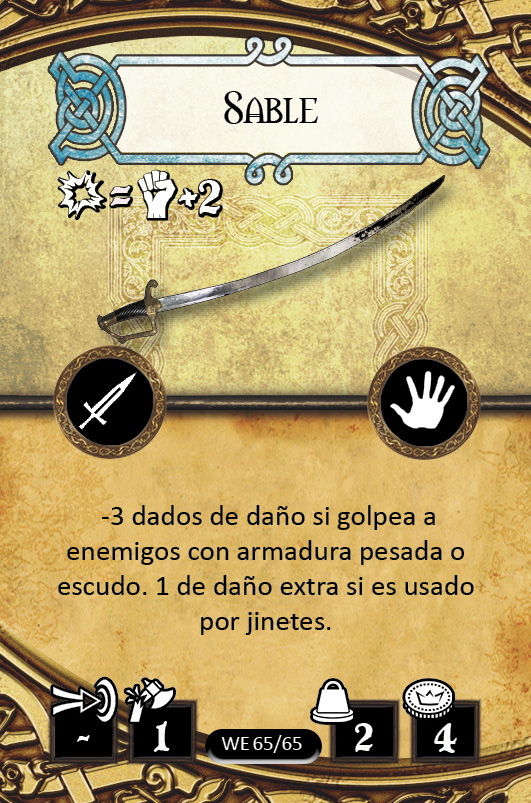 Sable
=
+2
-3 dados de daño si golpea a
enemigos con armadura pesada o
escudo. 1 de daño extra si es usado
por jinetes.
- 1 WE 65/65 2 4